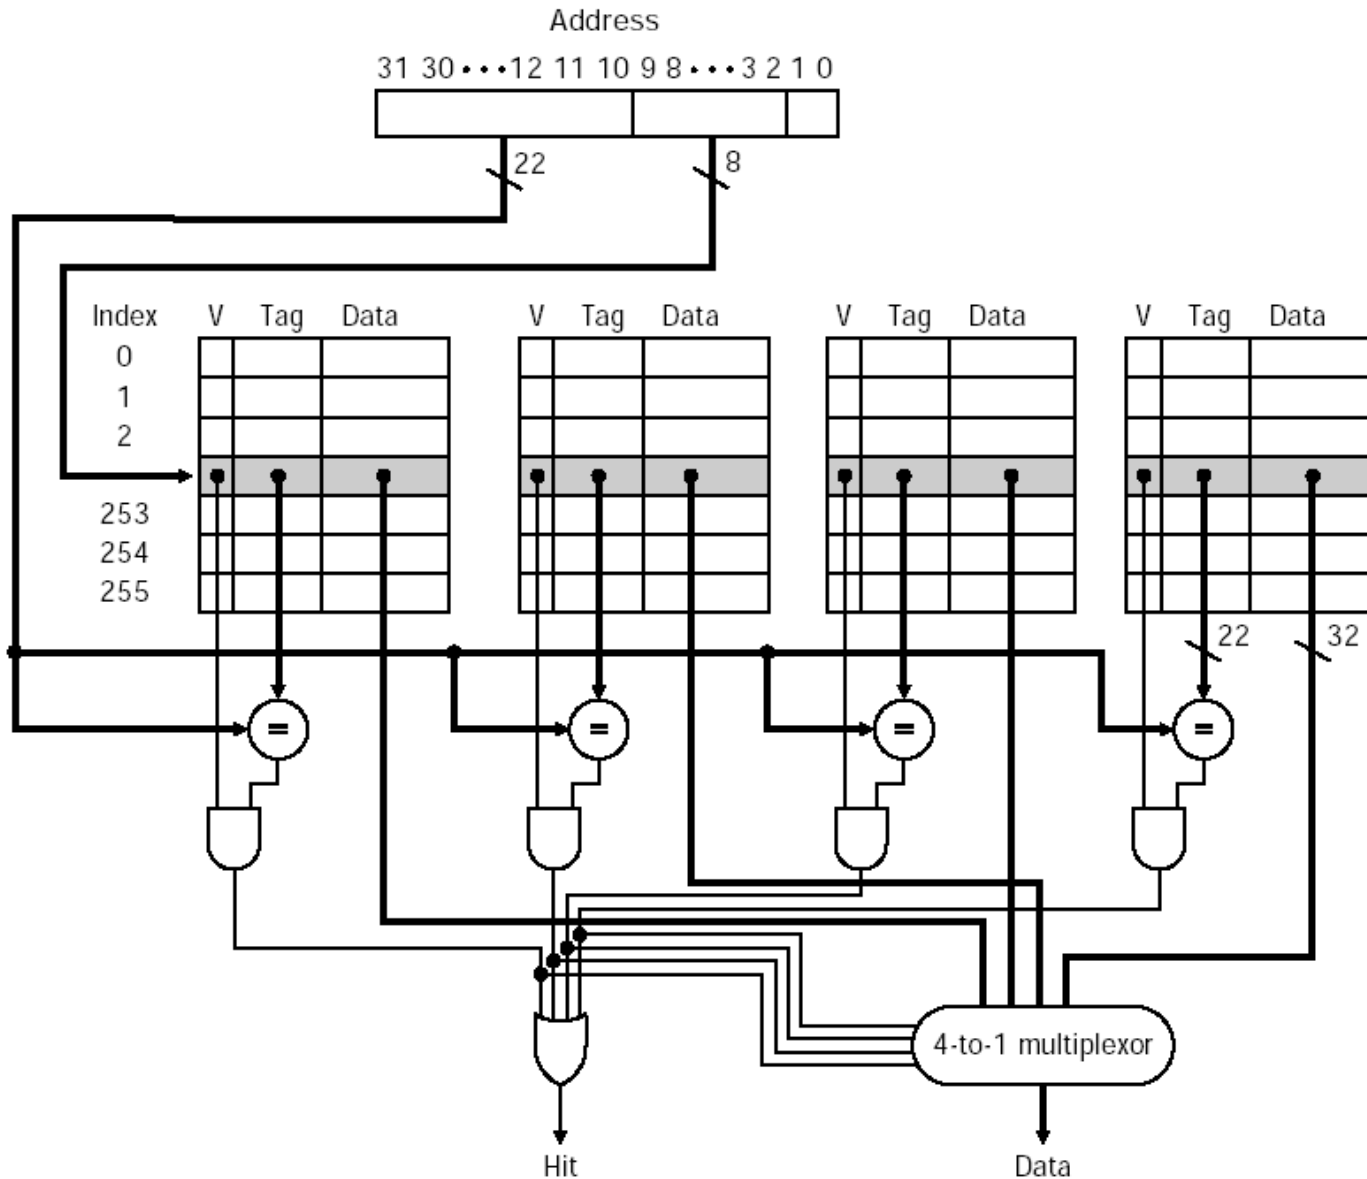 Address
31 30 • • • 12 11 10 9 8 • • • 3 2 1 0
22 8
Index V Tag Data V Tag Data V Tag Data V Tag Data
0
1
2
253
254
255
22 32
= = = =
4-to-1 multiplexor
Hit Data